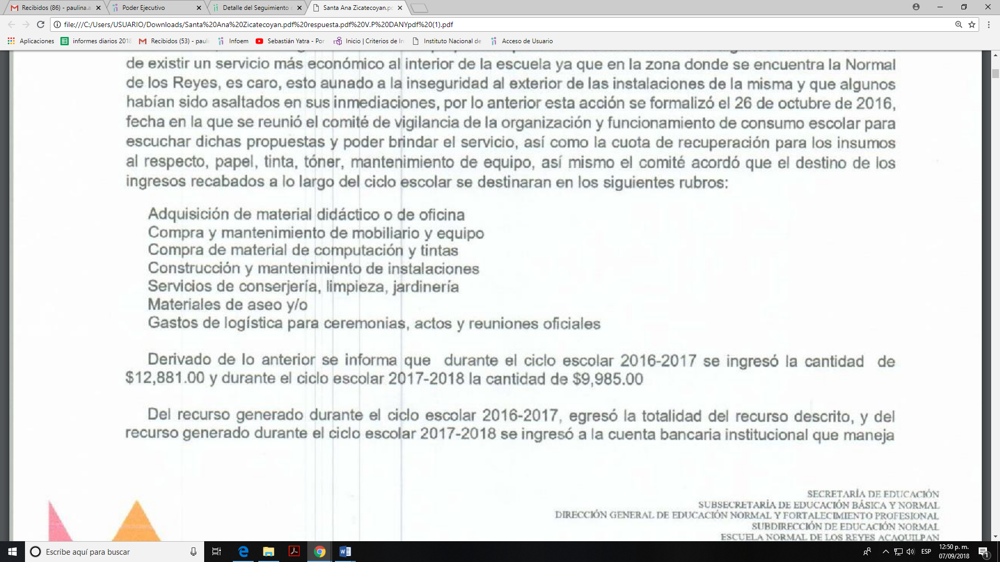 Recibidos (86) - paulina.a
Poder Ejecutivo
Detalle del Seguimiento
Santa Ana Zicatecoyan.p
file:///C:/Users/USUARIO/Downloads/Santa%20Ana%20Zicatecoyan.pdf%20respuesta.pdf%20V.P%20DANYpdf%20(1).pdf
Aplicaciones
informes diarios 2018
Recibidos (53) - pauli
Infoem
Sebastián Yatra - Por
Inicio | Criterios de In
Instituto Nacional de
Acceso de Usuario
de existir un servicio más económico al interior de la escuela ya que en la zona donde se encuentra la Normal
de los Reyes, es caro, esto aunado a la inseguridad al exterior de las instalaciones de la misma y que algunos
habían sido asaltados en sus inmediaciones, por lo anterior esta acción se formalizó el 26 de octubre de 2016,
fecha en la que se reunió el comité de vigilancia de la organización y funcionamiento de consumo escolar para
escuchar dichas propuestas y poder brindar el servicio, así como la cuota de recuperación para los insumos
al respecto, papel, tinta, tóner, mantenimiento de equipo, así mismo el comité acordó que el destino de los
ingresos recabados a lo largo del ciclo escolar se destinaran en los siguientes rubros:
Adquisición de material didáctico o de oficina
Compra y mantenimiento de mobiliario y equipo
Compra de material de computación y tintas
Construcción y mantenimiento de instalaciones
Servicios de conserjería, limpieza, jardinería
Materiales de aseo y/o
Gastos de logística para ceremonias, actos y reuniones oficiales
Derivado de lo anterior se informa que durante el ciclo escolar 2016-2017 se ingresó la cantidad de
$12,881.00 y durante el ciclo escolar 2017-2018 la cantidad de $9,985.00
Del recurso generado durante el ciclo escolar 2016-2017, egresó la totalidad del recurso descrito, y del
recurso generado durante el ciclo escolar 2017-2018 se ingresó a la cuenta bancaria institucional que maneja
SECRETARÍA DE EDUCACIÓN
SUBSECRETARÍA DE EDUCACIÓN BÁSICA Y NORMAL
DIRECCIÓN GENERAL DE EDUCACIÓN NORMAL Y FORTALECIMIENTO PROFESIONAL
SUBDIRECCIÓN DE EDUCACIÓN NORMAL
ESCUELA NORMAL DE LOS REYES ACAQUILPAN
Escribe aquí para buscar
ESP
12:50 p. m.
07/09/2018
1